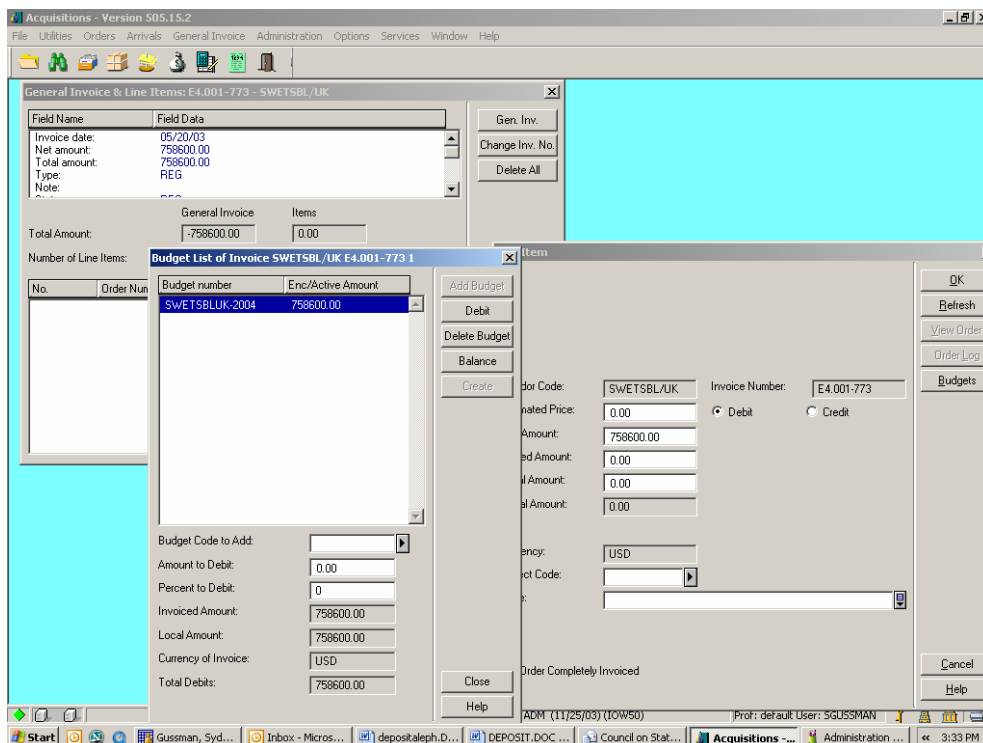 Acquisitions - Version 505.15.2
File Utilities Orders Arrivals General Invoice Administration Options Services Window Help
General Invoice & Line Items: E4.001-773 - SWETSBL/UK
Field Name Field Data
Invoice date: 05/20/03
Net amount: 758600.00
Total amount: 758600.00
Type: REG
Note:
Gen. Inv.
Change Inv. No.
Delete All
General Invoice Items
Total Amount: -758600.00 0.00
Number of Line Items:
No. Order Num
Budget List of Invoice SWETSBL/UK E4.001-773 1
Budget number Enc/Active Amount
SWETSBLUK-2004 758600.00
Add Budget
Debit
Delete Budget
Balance
Create
Budget Code to Add:
Amount to Debit: 0.00
Percent to Debit: 0
Invoiced Amount: 758600.00
Local Amount: 758600.00
Currency of Invoice: USD
Total Debits: 758600.00
Close
Help
Item
OK
Refresh
View Order
Order Log
Budgets
dor Code: SWETSBL/UK Invoice Number: E4.001-773
mated Price: 0.00 Debit Credit
Amount: 758600.00
ed Amount: 0.00
l Amount: 0.00
al Amount: 0.00
ency: USD
ect Code:
e:
Order Completely Invoiced
Cancel
Help
ADM (11/25/03) (IOW50) Prof: default User: SGUSSMAN
Start Gussman, Syd... Inbox - Micros... depositaleph.D... DEPOSIT.DOC ... Council on Stat... Acquisitions -... Administration ... « 3:33 PM